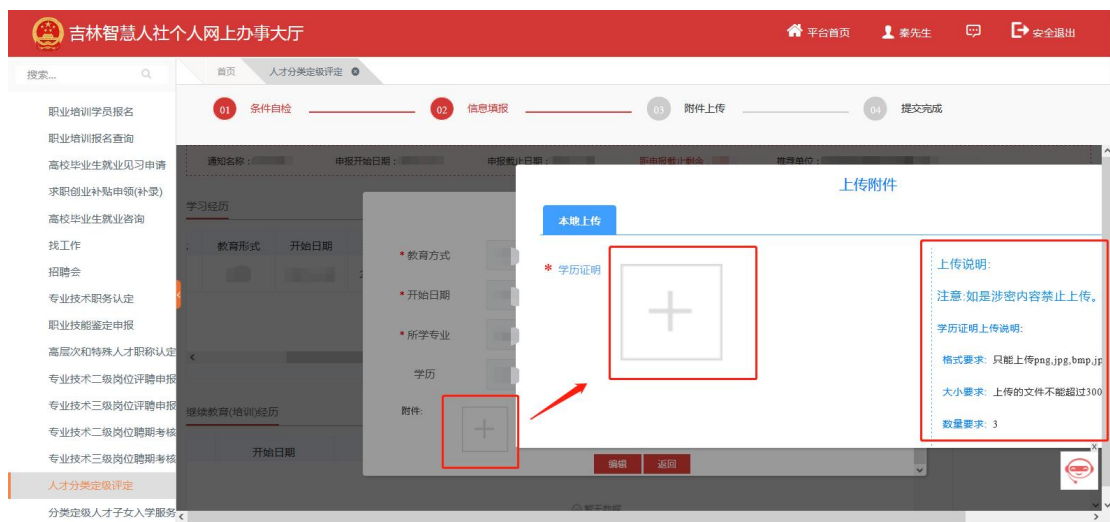 吉林智慧人社个人网上办事大厅
平台首页 秦先生 安全退出
搜索...
首页 人才分类定级评定
01 条件自检 02 信息填报 03 附件上传 04 提交完成
职业培训学员报名
职业培训报名查询
高校毕业生就业见习申请
求职创业补贴申领(补录)
高校毕业生就业咨询
找工作
招聘会
专业技术职务认定
职业技能鉴定申报
高层次和特殊人才职称认定
专业技术二级岗位评聘申报
专业技术三级岗位评聘申报
专业技术二级岗位聘期考核
专业技术三级岗位聘期考核
人才分类定级评定
分类定级人才子女入学服务
通知名称: 申报开始日期: 申报截止日期: 距申报截止剩余 推荐单位:
学习经历
教育形式 开始日期
继续教育(培训)经历
开始日期
暂无数据
* 教育方式
* 开始日期
* 所学专业
学历
附件:
编辑 返回
上传附件
本地上传
* 学历证明
上传说明:
注意:如是涉密内容禁止上传。
学历证明上传说明:
格式要求: 只能上传png,jpg,bmp,jp
大小要求: 上传的文件不能超过300
数量要求: 3